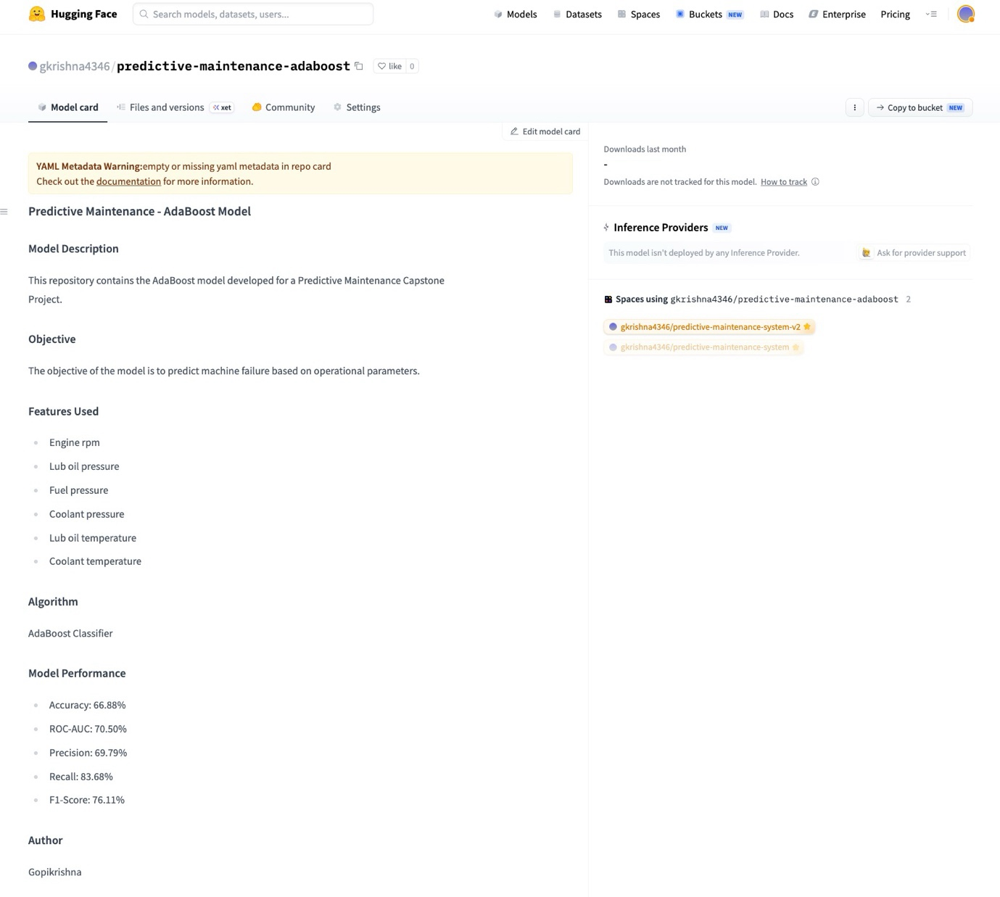 Hugging Face
Search models, datasets, users...
Models
Datasets
Spaces
Buckets NEW
Docs
Enterprise
Pricing
gkrishna4346/predictive-maintenance-adaboost
like 0
Model card
Files and versions xet
Community
Settings
Copy to bucket NEW
Edit model card
YAML Metadata Warning:empty or missing yaml metadata in repo card
Check out the documentation for more information.
Predictive Maintenance - AdaBoost Model
Model Description
This repository contains the AdaBoost model developed for a Predictive Maintenance Capstone
Project.
Objective
The objective of the model is to predict machine failure based on operational parameters.
Features Used
Engine rpm
Lub oil pressure
Fuel pressure
Coolant pressure
Lub oil temperature
Coolant temperature
Algorithm
AdaBoost Classifier
Model Performance
Accuracy: 66.88%
ROC-AUC: 70.50%
Precision: 69.79%
Recall: 83.68%
F1-Score: 76.11%
Author
Gopikrishna
Downloads last month
-
Downloads are not tracked for this model. How to track
Inference Providers NEW
This model isn't deployed by any Inference Provider.
Ask for provider support
Spaces using gkrishna4346/predictive-maintenance-adaboost 2
gkrishna4346/predictive-maintenance-system-v2
gkrishna4346/predictive-maintenance-system